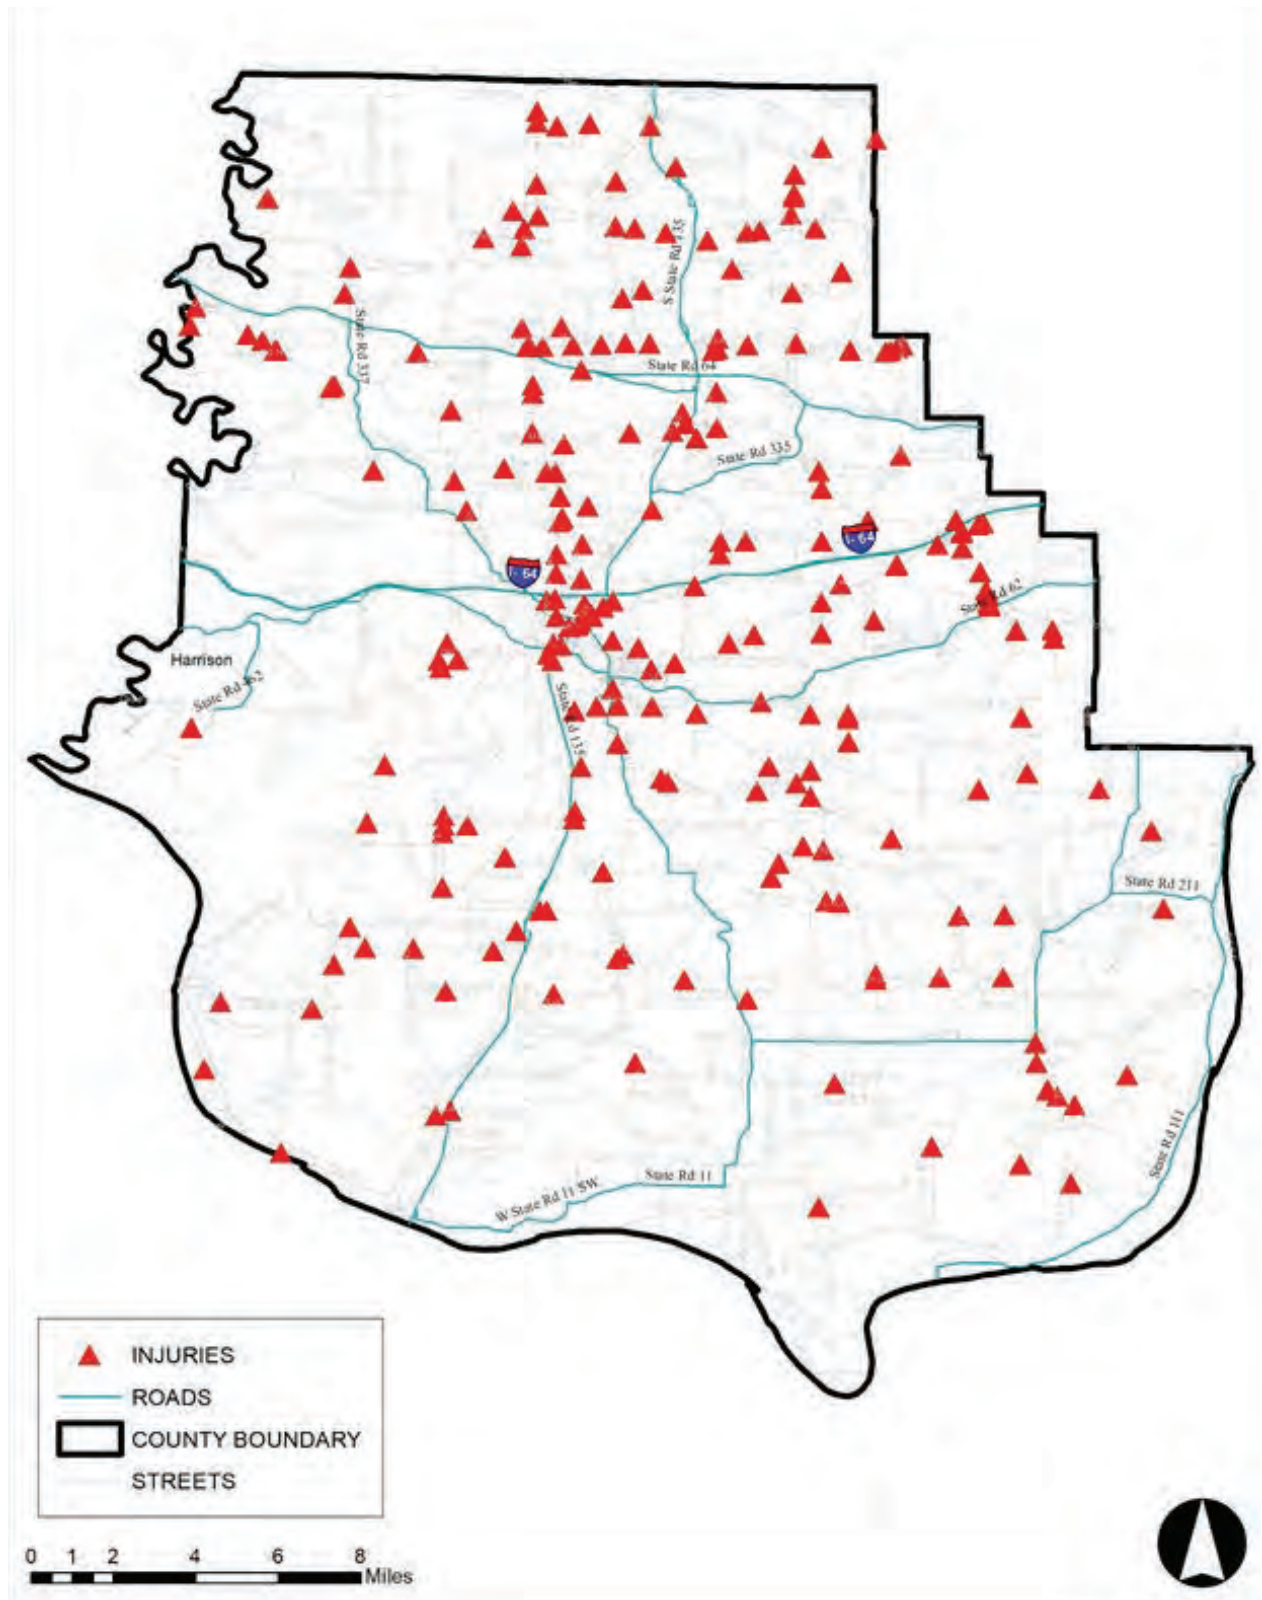 S State Rd 135
State Rd 337
State Rd 64
State Rd 335
I- 64
I- 64
State Rd 62
Harrison
State Rd 462
State Rd 135
State Rd 211
State Rd 111
State Rd 11
W State Rd 11 SW
INJURIES
ROADS
COUNTY BOUNDARY
STREETS
0 1 2 4 6 8
Miles